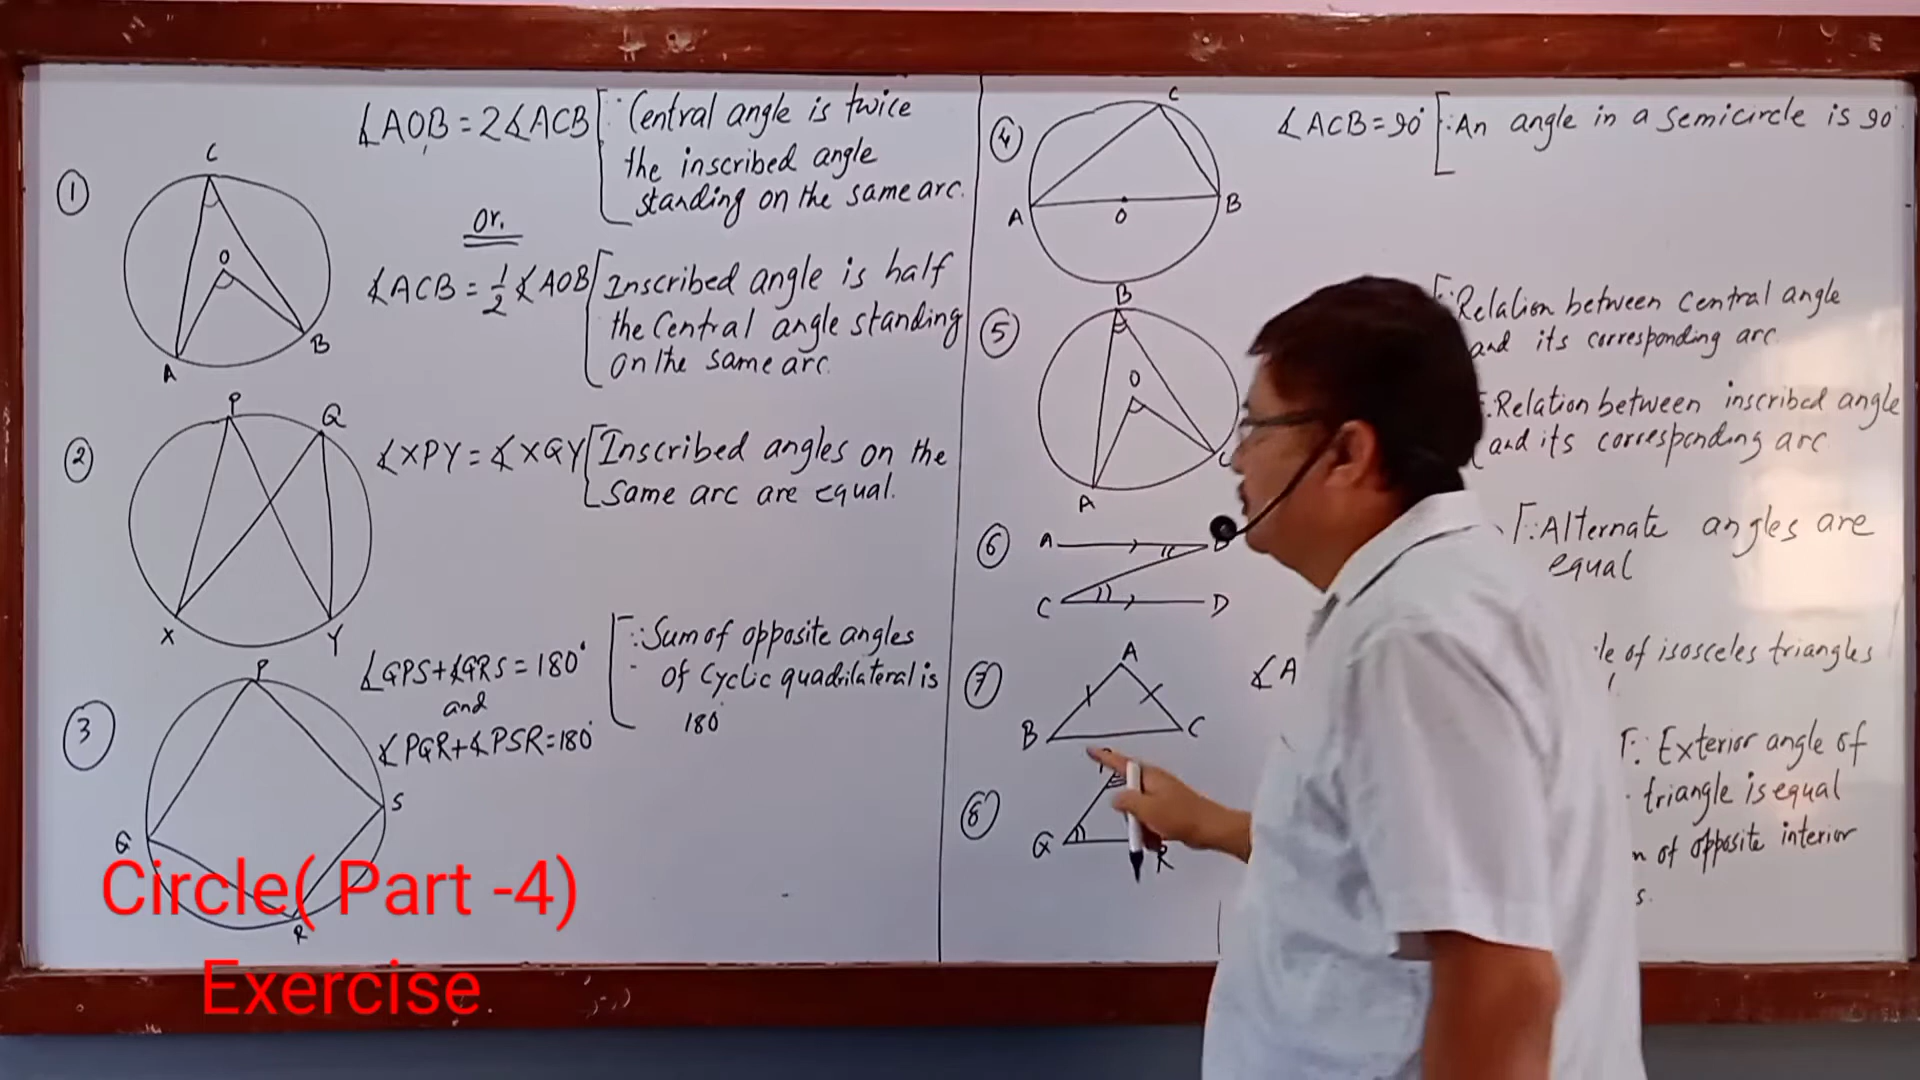 ①
C
O
A
B
∡AOB = 2∡ACB [∵ Central angle is twice
the inscribed angle
standing on the same arc.
or.
∡ACB = 1/2 ∡AOB [Inscribed angle is half
the Central angle standing
on the same arc.
②
P
Q
X
Y
∡XPY = ∡XQY [Inscribed angles on the
same arc are equal.
③
P
Q
S
R
∡QPS+∡QRS = 180°
and
∡PQR+∡PSR=180°
[∵ Sum of opposite angles
of Cyclic quadrilateral is
180°
④
C
A
O
B
∡ACB = 90° [∵ An angle in a semicircle is 90°.
⑤
B
O
A
C
[∵ Relation between central angle
and its corresponding arc.
[∵ Relation between inscribed angle
and its corresponding arc
⑥
A
C
D
[∵ Alternate angles are
equal
⑦
A
B
C
∡A
of isosceles triangles
⑧
Q
R
[∵ Exterior angle of
triangle is equal
of opposite interior
Circle( Part -4)
Exercise